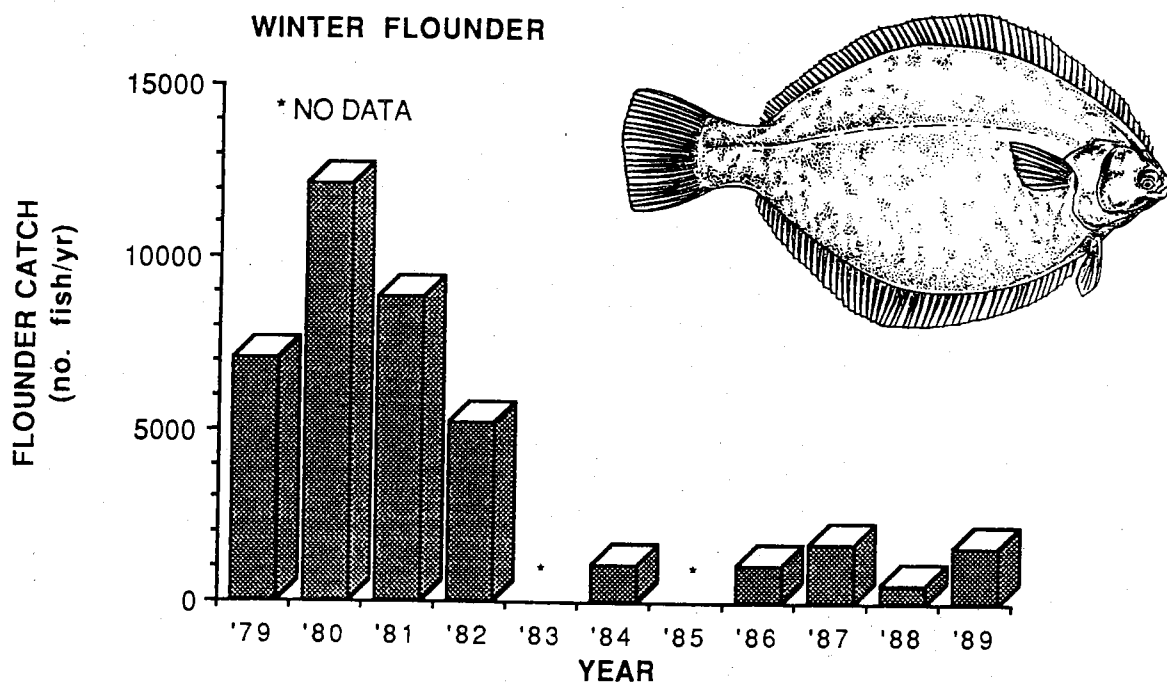 WINTER FLOUNDER
* NO DATA
FLOUNDER CATCH
(no. fish/yr)
15000
10000
5000
0
* *
'79 '80 '81 '82 '83 '84 '85 '86 '87 '88 '89
YEAR